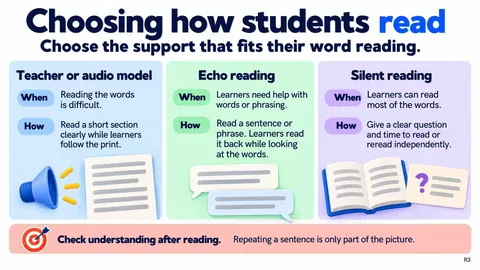 Choosing how students read
Choose the support that fits their word reading.
Teacher or audio model
When
Reading the words
is difficult.
How
Read a short section
clearly while learners
follow the print.
Echo reading
When
Learners need help with
words or phrasing.
How
Read a sentence or
phrase. Learners read
it back while looking
at the words.
Silent reading
When
Learners can read
most of the words.
How
Give a clear question
and time to read or
reread independently.
?
Check understanding after reading. Repeating a sentence is only part of the picture.
R3